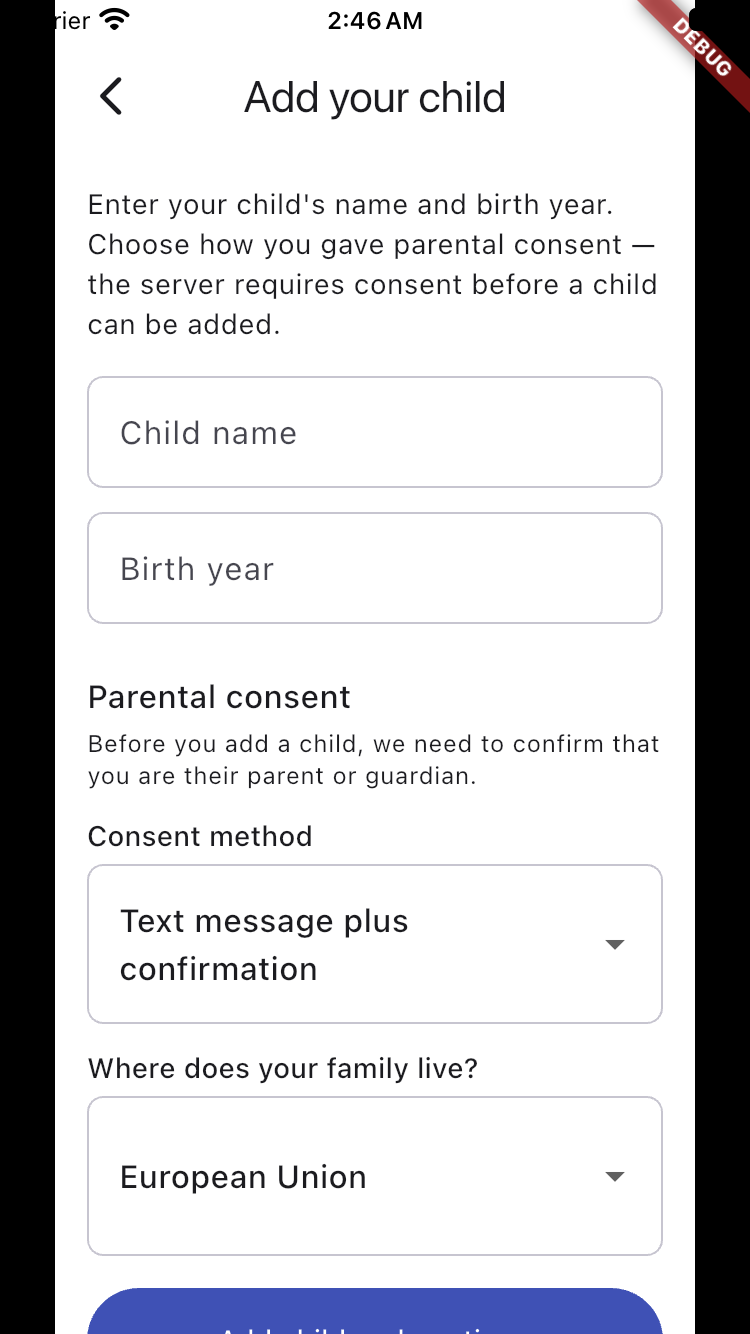 2:46 AM
DEBUG
Add your child
Enter your child's name and birth year.
Choose how you gave parental consent —
the server requires consent before a child
can be added.
Child name
Birth year
Parental consent
Before you add a child, we need to confirm that
you are their parent or guardian.
Consent method
Text message plus
confirmation
Where does your family live?
European Union